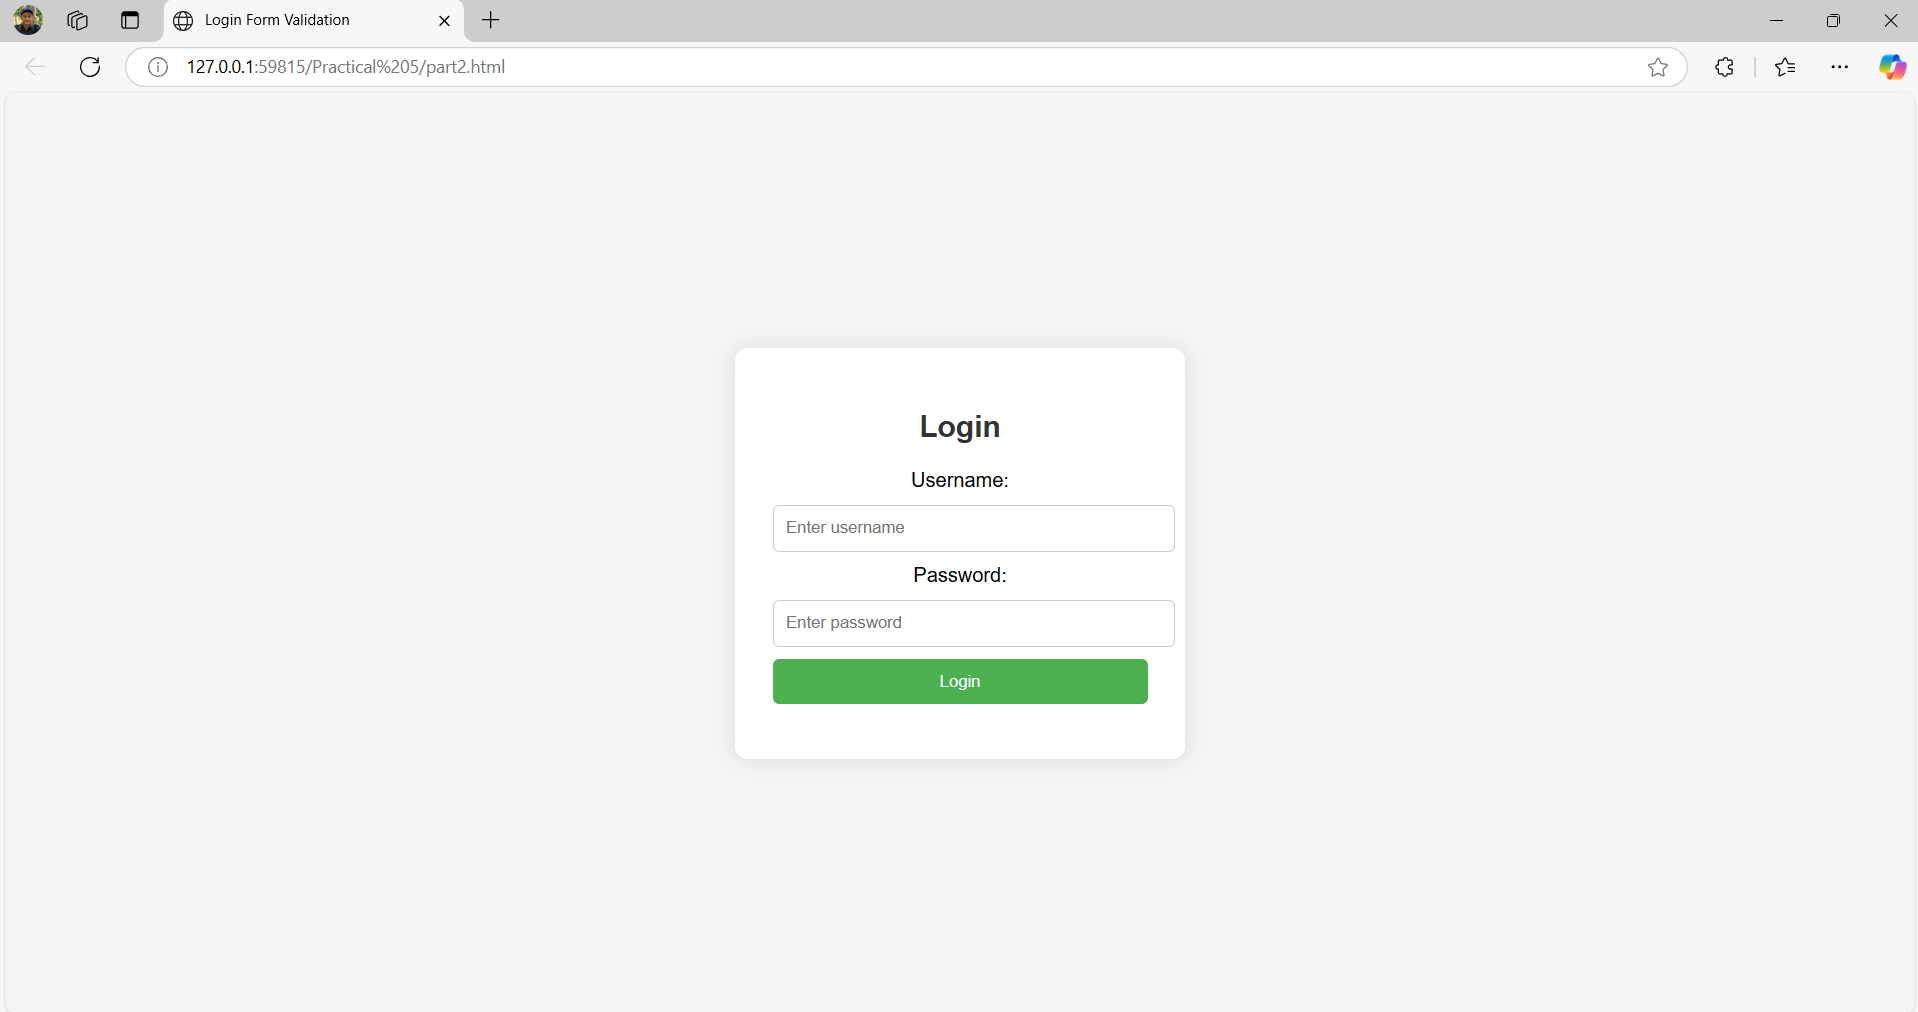 Login Form Validation
127.0.0.1:59815/Practical%205/part2.html
Login
Username:
Enter username
Password:
Enter password
Login